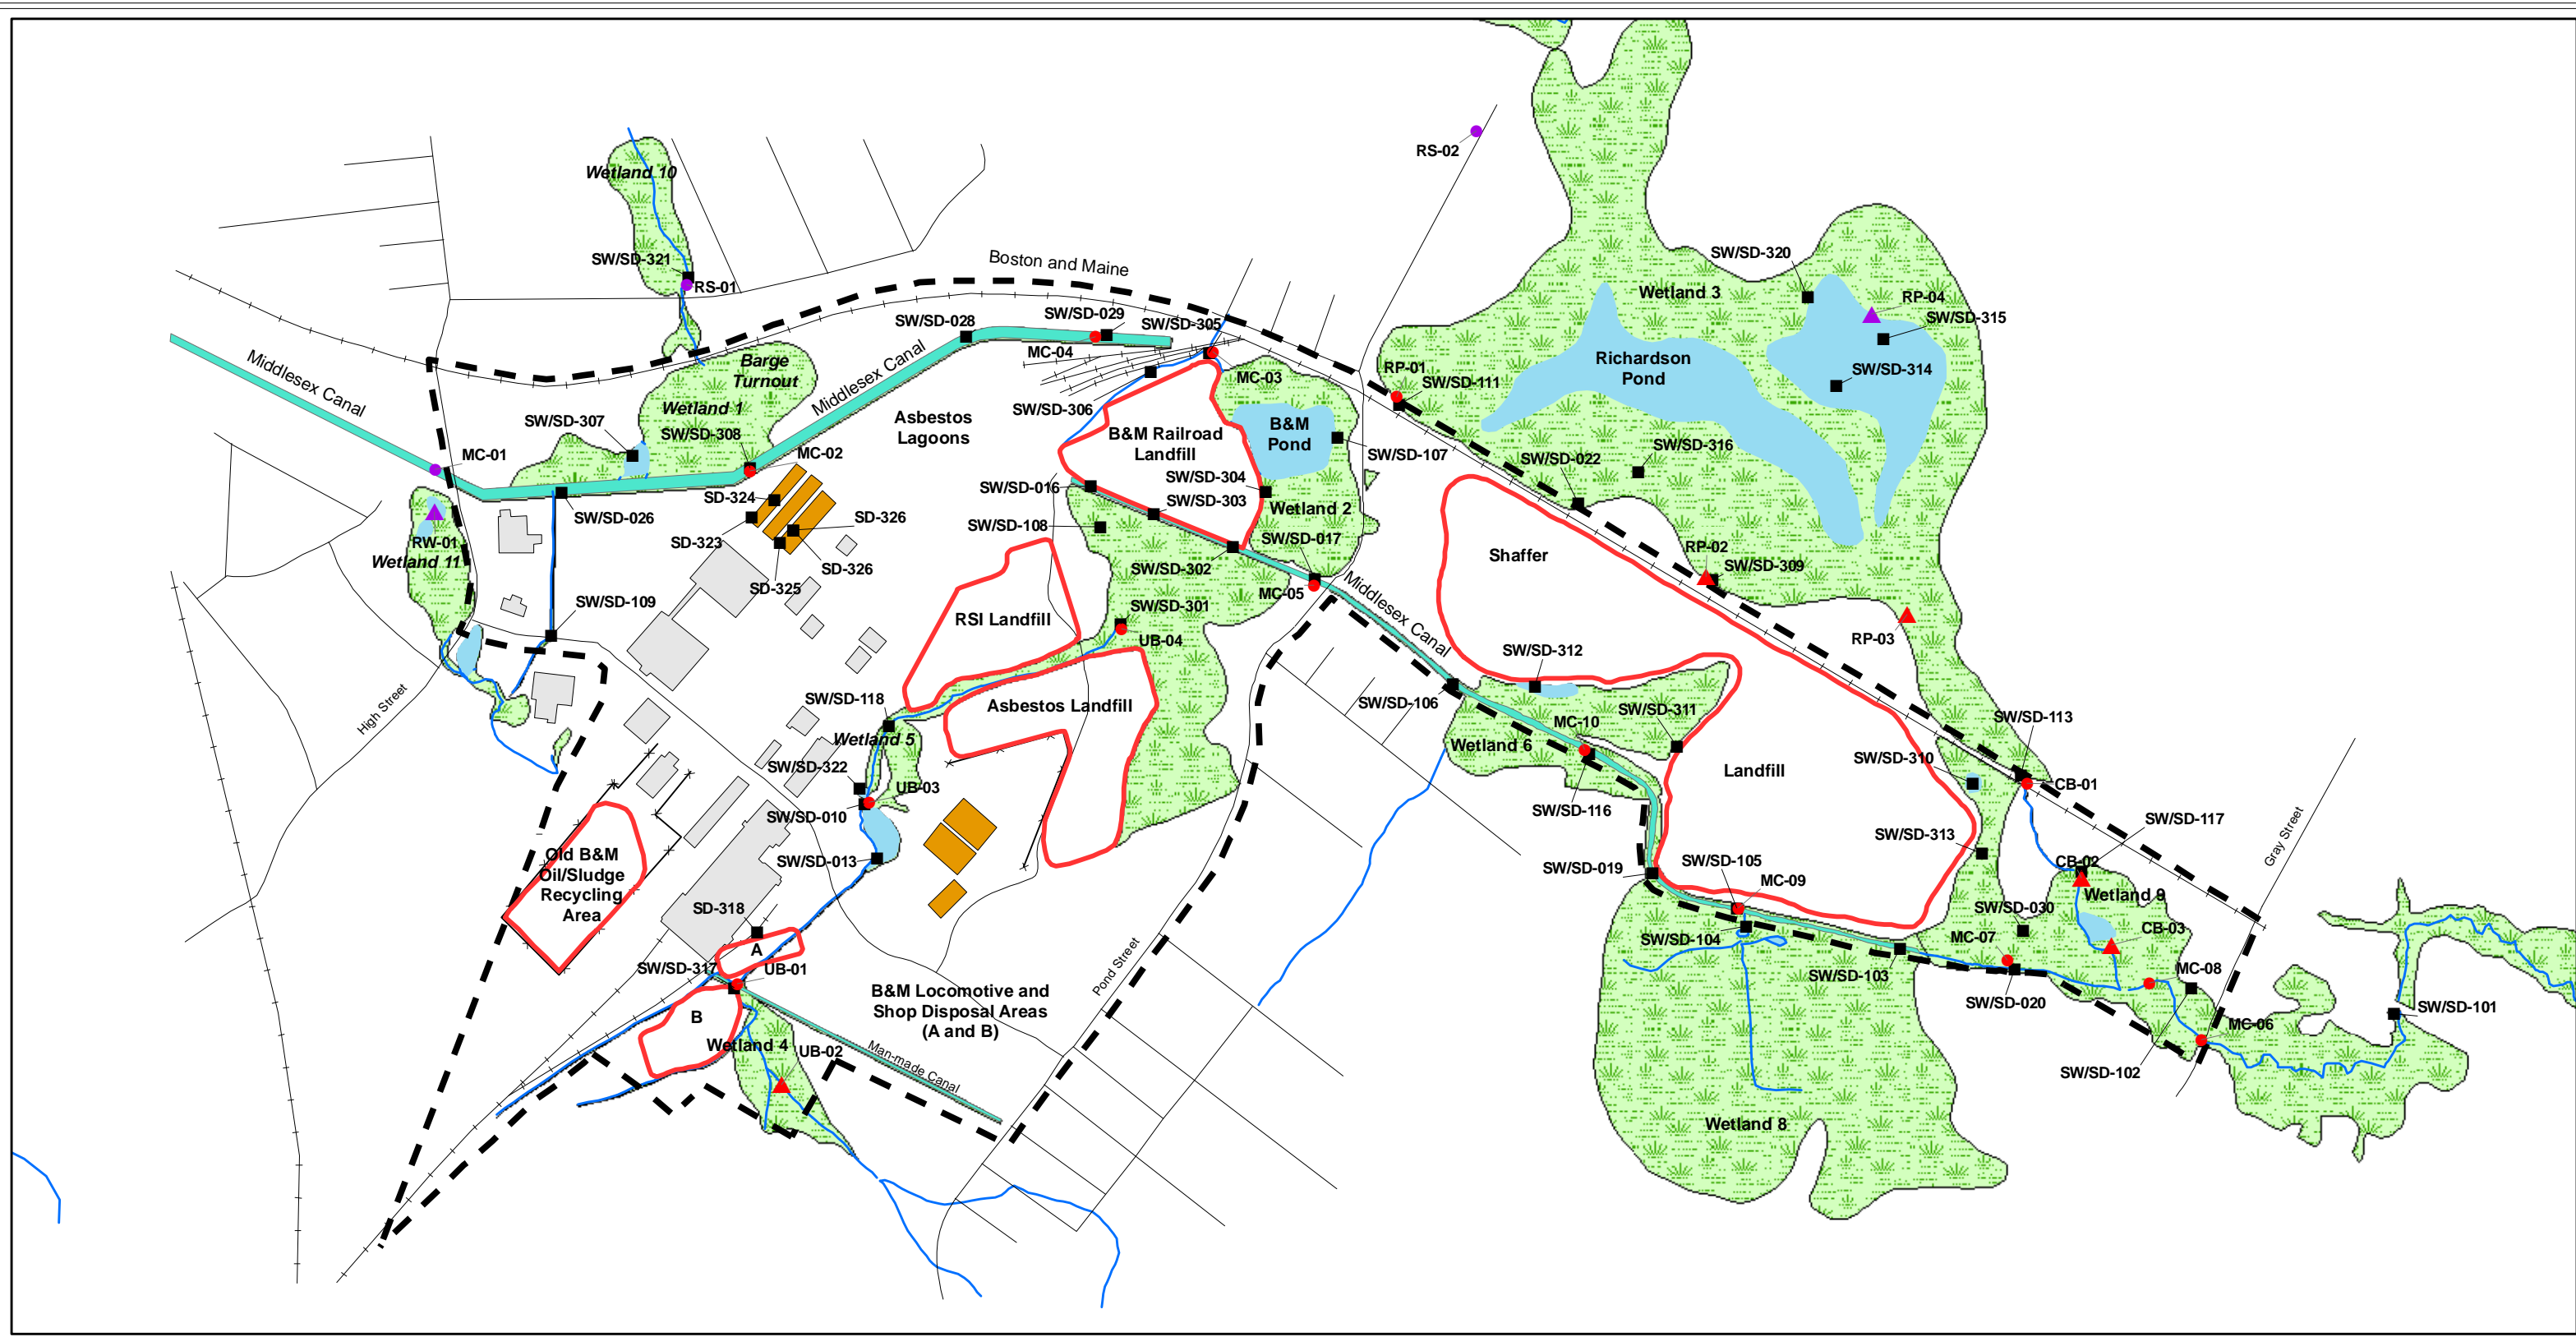 RS-02
Wetland 10
SW/SD-321
RS-01
Boston and Maine
SW/SD-320
Wetland 3
RP-04
SW/SD-315
SW/SD-028
SW/SD-029
SW/SD-305
MC-04
Middlesex Canal
Barge
Turnout
Middlesex Canal
Richardson
Pond
SW/SD-314
RP-01
SW/SD-111
MC-03
SW/SD-306
Wetland 1
SW/SD-307
SW/SD-308
Asbestos
Lagoons
B&M Railroad
Landfill
B&M
Pond
SW/SD-107
SW/SD-316
SW/SD-022
MC-01
MC-02
SW/SD-304
SW/SD-016
SW/SD-303
Wetland 2
SD-324
SW/SD-026
SD-326
SW/SD-108
SW/SD-017
SD-323
RW-01
Wetland 11
SW/SD-302
SD-326
SD-325
Shaffer
RP-02
SW/SD-309
MC-05
Middlesex Canal
SW/SD-109
SW/SD-301
RSI Landfill
UB-04
RP-03
SW/SD-312
High Street
SW/SD-118
Asbestos Landfill
SW/SD-106
MC-10
SW/SD-311
SW/SD-113
Wetland 5
Wetland 6
SW/SD-310
SW/SD-322
Landfill
UB-03
CB-01
SW/SD-010
SW/SD-116
SW/SD-117
SW/SD-313
Gray Street
Old B&M
Oil/Sludge
Recycling
Area
SW/SD-013
SW/SD-019
SW/SD-105
MC-09
CB-02
Wetland 9
SD-318
SW/SD-030
CB-03
A
SW/SD-104
MC-07
SW/SD-317
UB-01
Pond Street
SW/SD-103
MC-08
B&M Locomotive and
Shop Disposal Areas
(A and B)
SW/SD-020
SW/SD-101
B
MC-06
Wetland 4
UB-02
Man-made Canal
SW/SD-102
Wetland 8